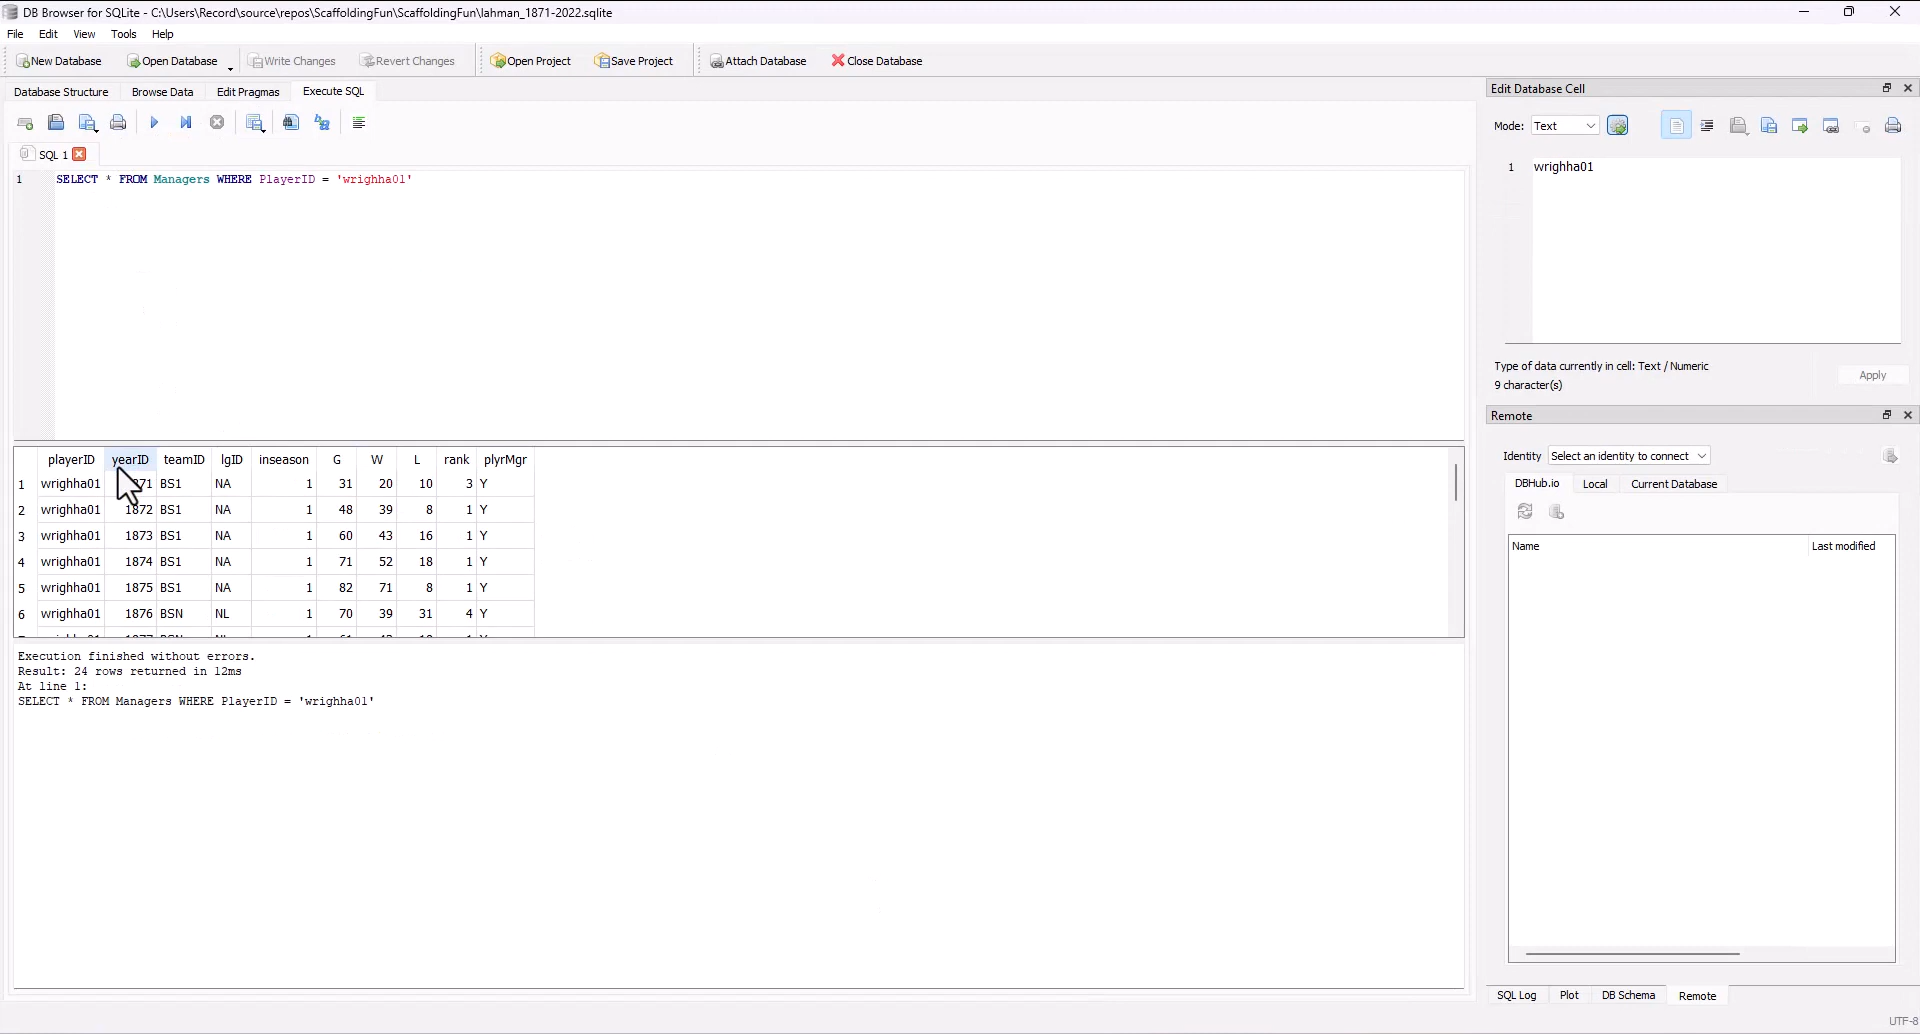 DB Browser for SQLite - C:\Users\Record\source\repos\ScaffoldingFun\ScaffoldingFun\lahman_1871-2022.sqlite
File Edit View Tools Help
New Database Open Database Write Changes Revert Changes Open Project Save Project Attach Database Close Database
Database Structure Browse Data Edit Pragmas Execute SQL
SQL 1
1 SELECT * FROM Managers WHERE PlayerID = 'wrighha01'
playerID yearID teamID lgID inseason G W L rank plyrMgr
1 wrighha01 71 BS1 NA 1 31 20 10 3 Y
2 wrighha01 1872 BS1 NA 1 48 39 8 1 Y
3 wrighha01 1873 BS1 NA 1 60 43 16 1 Y
4 wrighha01 1874 BS1 NA 1 71 52 18 1 Y
5 wrighha01 1875 BS1 NA 1 82 71 8 1 Y
6 wrighha01 1876 BSN NL 1 70 39 31 4 Y
Execution finished without errors.
Result: 24 rows returned in 12ms
At line 1:
SELECT * FROM Managers WHERE PlayerID = 'wrighha01'
Edit Database Cell
Mode: Text
1 wrighha01
Type of data currently in cell: Text / Numeric
9 character(s)
Apply
Remote
Identity Select an identity to connect
DBHub.io Local Current Database
Name Last modified
SQL Log Plot DB Schema Remote
UTF-8